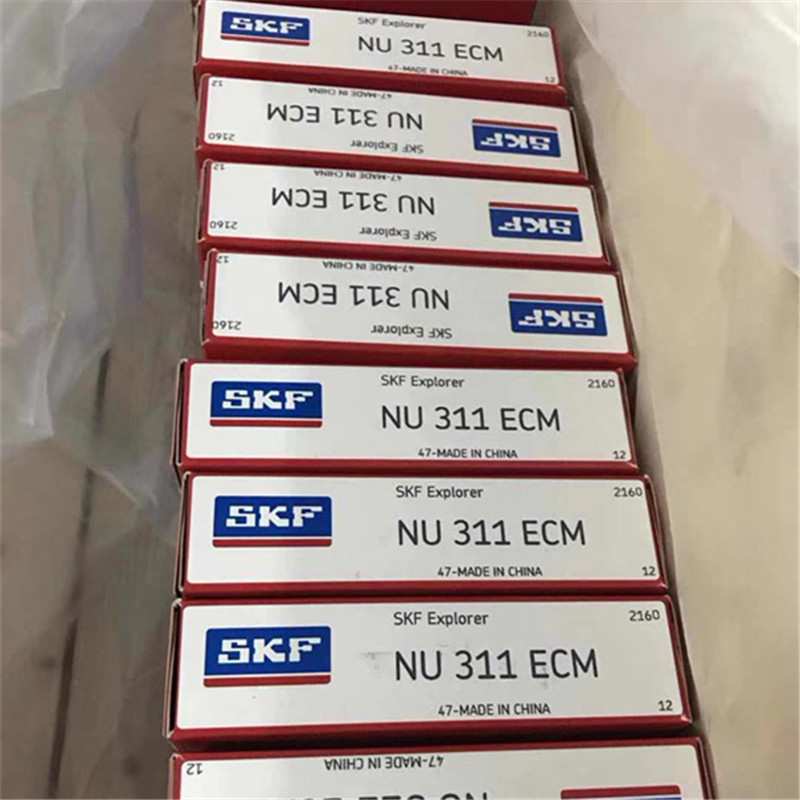 SKF
SKF Explorer
2160
NU 311 ECM
47-MADE IN CHINA
12
12
47-MADE IN CHINA
NU 311 ECM
SKF
2160
SKF Explorer
12
47-MADE IN CHINA
NU 311 ECM
SKF
2160
SKF Explorer
12
47-MADE IN CHINA
NU 311 ECM
SKF
2160
SKF Explorer
SKF Explorer
2160
SKF
NU 311 ECM
47-MADE IN CHINA
12
SKF Explorer
2160
SKF
NU 311 ECM
47-MADE IN CHINA
12
SKF Explorer
2160
SKF
NU 311 ECM
47-MADE IN CHINA
12
12
47-MADE IN CHINA